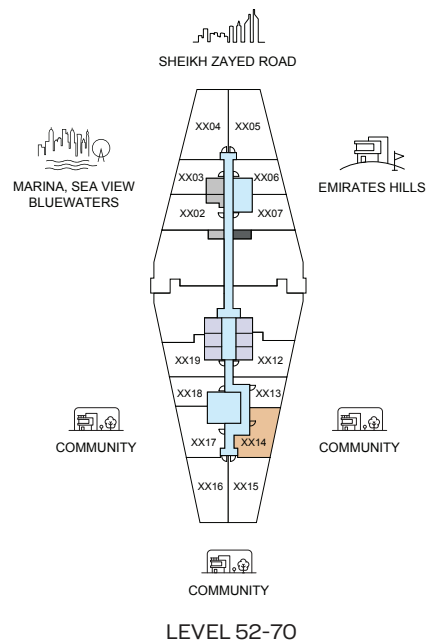 SHEIKH ZAYED ROAD
XX04 XX05
XX03 XX06
MARINA, SEA VIEW
BLUEWATERS
EMIRATES HILLS
XX02 XX07
XX19 XX12
XX18 XX13
COMMUNITY
COMMUNITY
XX17 XX14
XX16 XX15
COMMUNITY
LEVEL 52-70